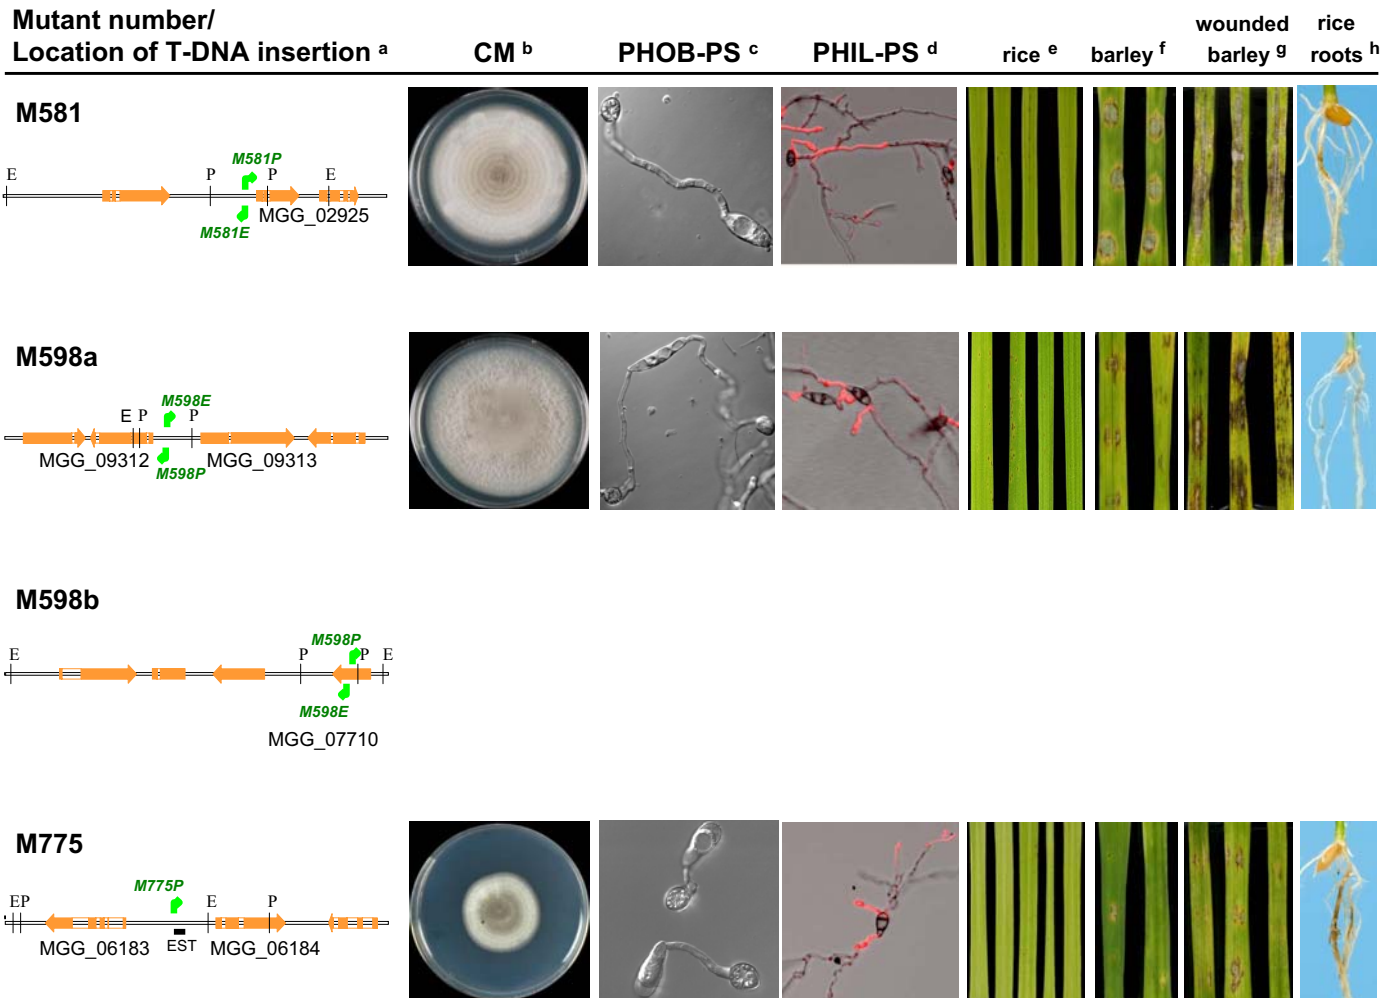 Mutant number/
Location of T-DNA insertion a
CM b
PHOB-PS c
PHIL-PS d
rice e
barley f
wounded
barley g
rice
roots h
M581
E P M581P P E
M581E MGG_02925
M598a
E P M598E P
MGG_09312 M598P MGG_09313
M598b
E P M598P P E
M598E
MGG_07710
M775
EP M775P E P
MGG_06183 EST MGG_06184